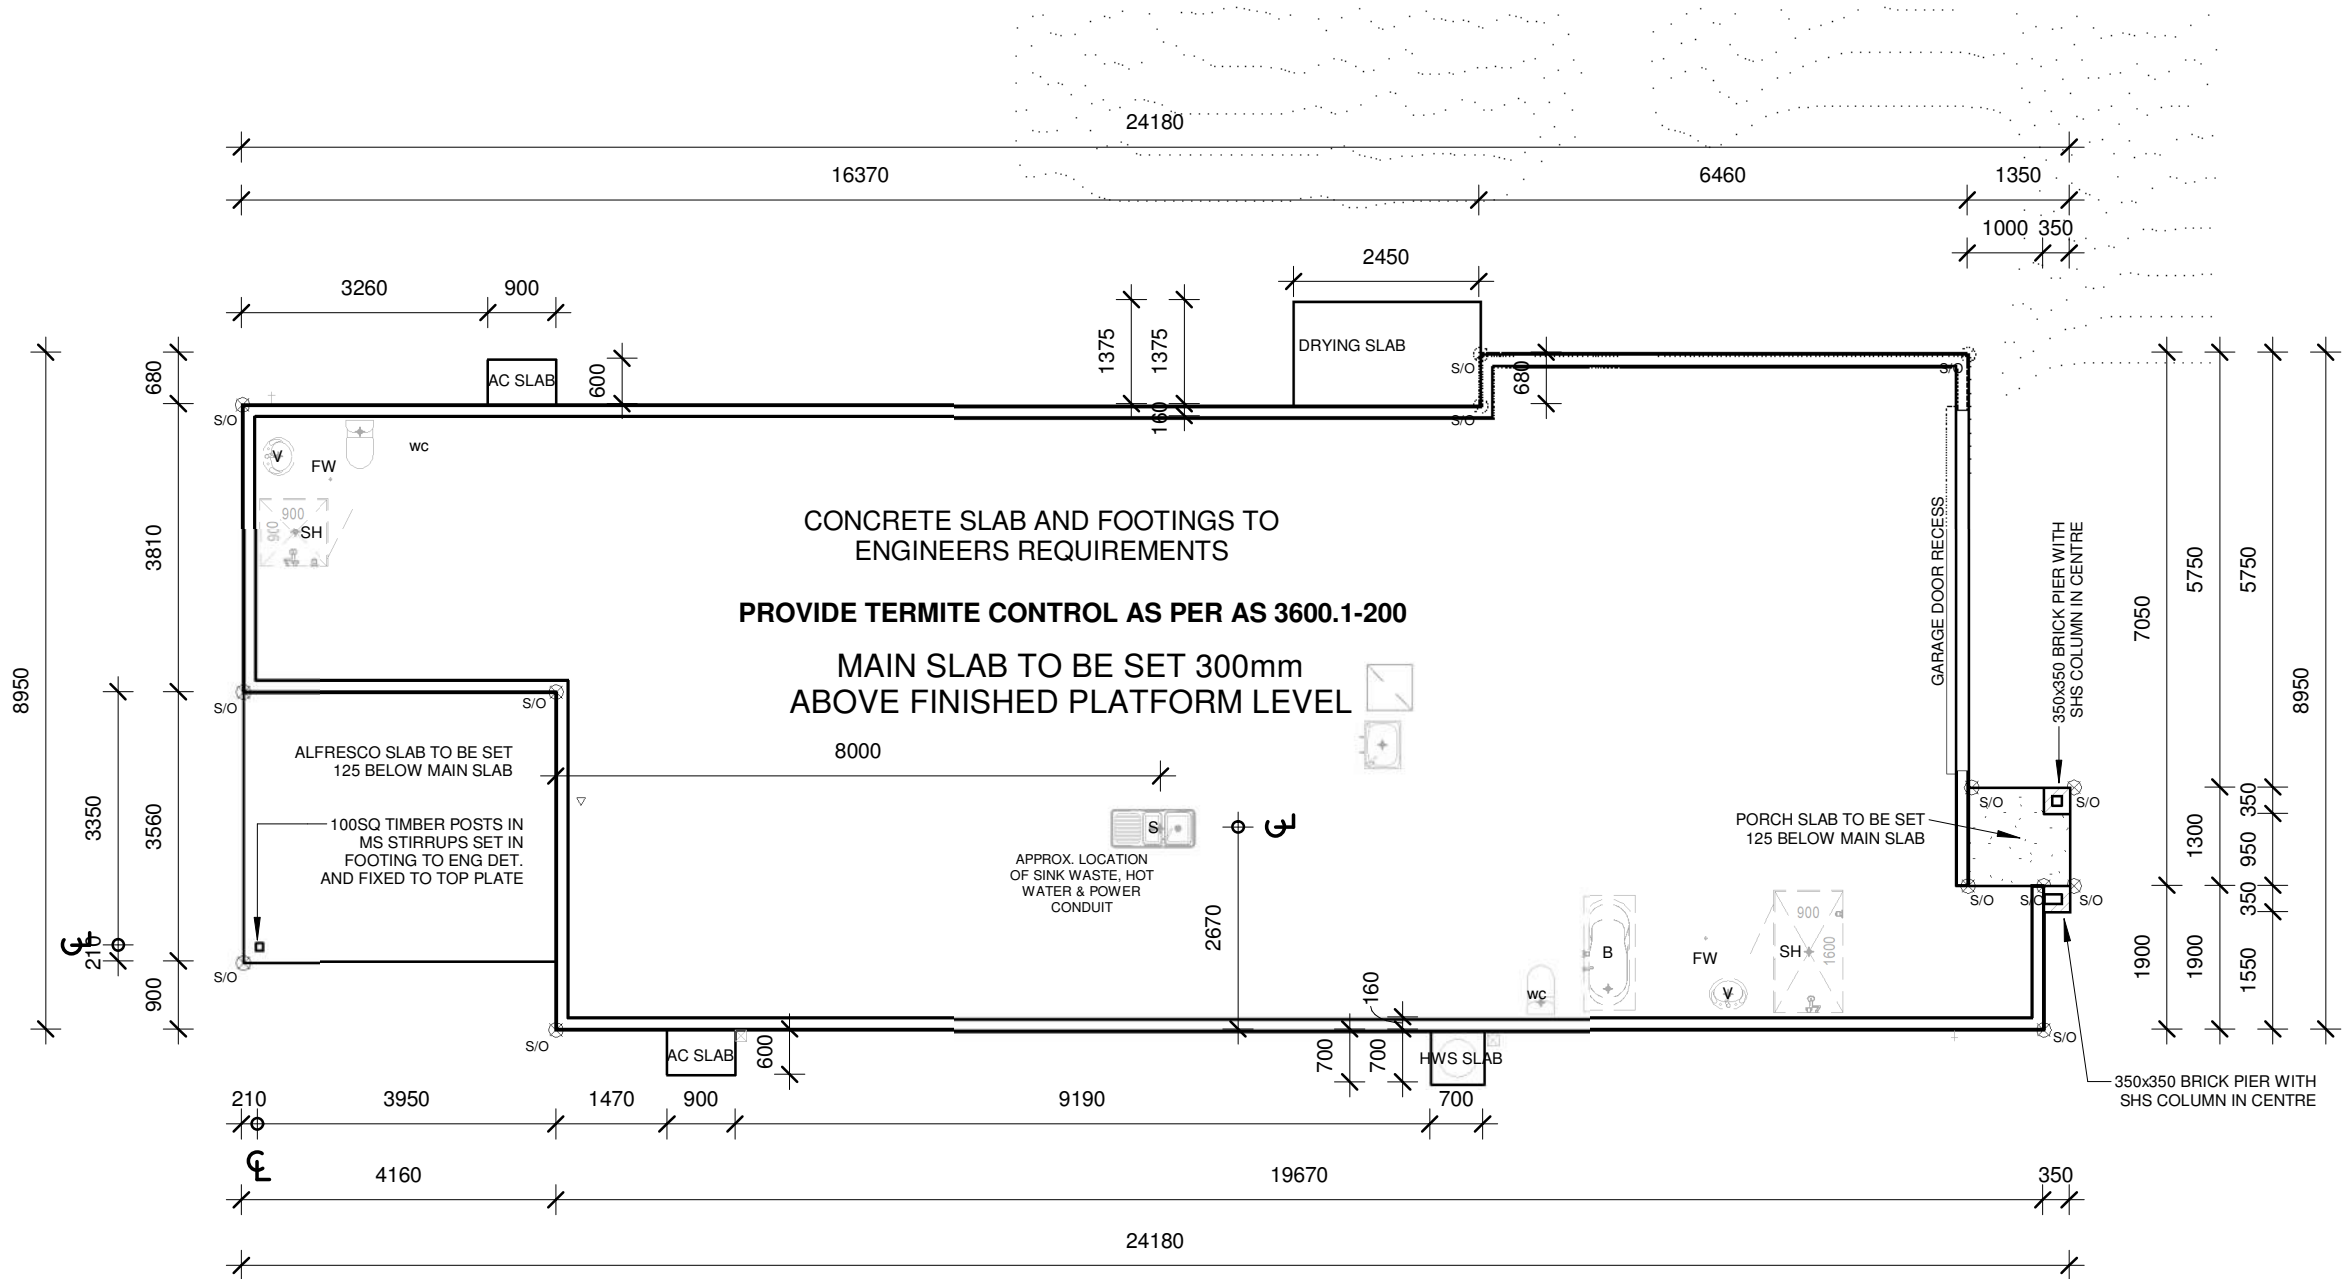 24180
16370 6460 1350
1000 350
2450
3260 900
8950
680
3810
3560
900
3350
210
600
1375
1375
160
680
AC SLAB
DRYING SLAB
S/O
S/O
S/O
S/O
S/O
V
FW
wc
900
900
SH
CONCRETE SLAB AND FOOTINGS TO
ENGINEERS REQUIREMENTS
PROVIDE TERMITE CONTROL AS PER AS 3600.1-200
MAIN SLAB TO BE SET 300mm
ABOVE FINISHED PLATFORM LEVEL
GARAGE DOOR RECESS
350x350 BRICK PIER WITH
SHS COLUMN IN CENTRE
7050
1900
5750
1300
1900
5750
350
950
350
1550
8950
S/O
S/O
ALFRESCO SLAB TO BE SET
125 BELOW MAIN SLAB
8000
100SQ TIMBER POSTS IN
MS STIRRUPS SET IN
FOOTING TO ENG DET.
AND FIXED TO TOP PLATE
S
APPROX. LOCATION
OF SINK WASTE, HOT
WATER & POWER
CONDUIT
CL
2670
PORCH SLAB TO BE SET
125 BELOW MAIN SLAB
S/O
S/O
S/O
S/O
S/O
CL
S/O
wc
B
FW
V
900
SH
1600
S/O
AC SLAB
600
700
700
160
HWS SLAB
S/O
350x350 BRICK PIER WITH
SHS COLUMN IN CENTRE
210 3950 1470 900 9190 700
CL
4160 19670 350
24180